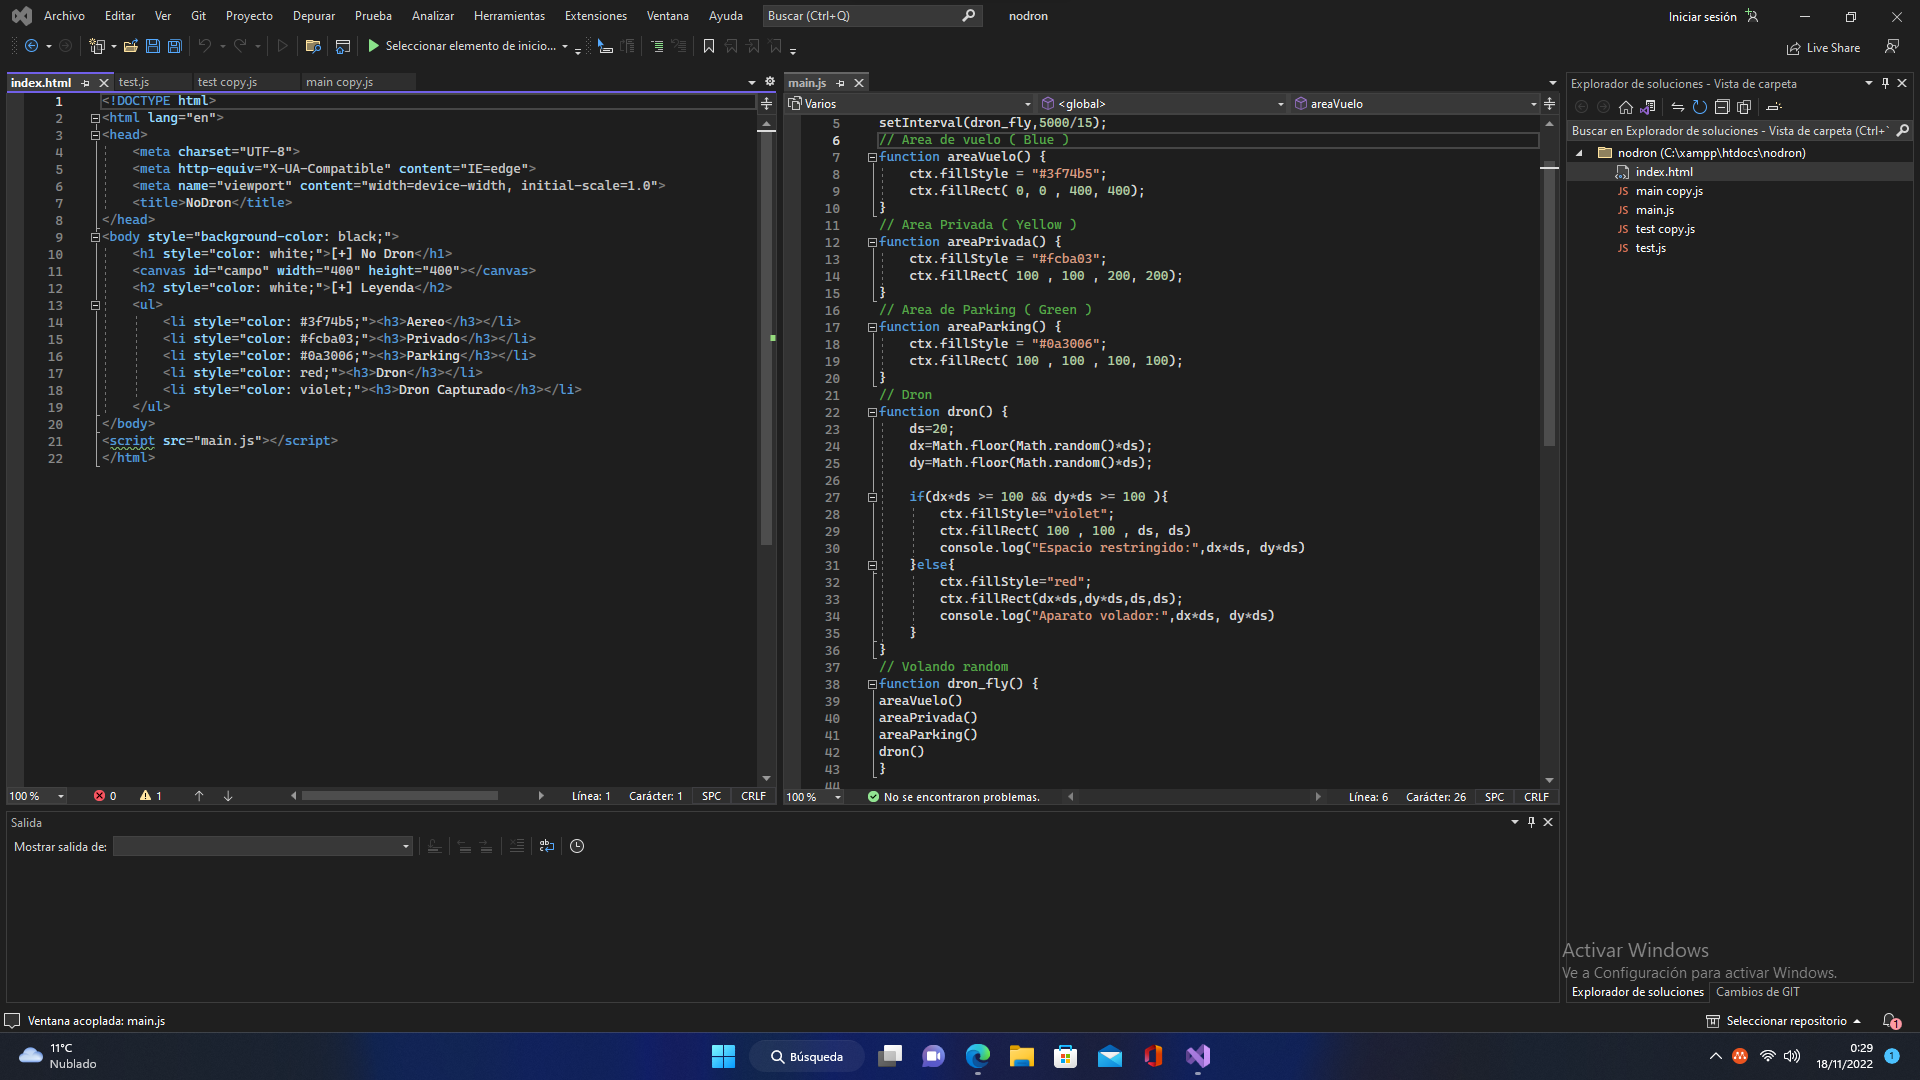 Archivo Editar Ver Git Proyecto Depurar Prueba Analizar Herramientas Extensiones Ventana Ayuda Buscar (Ctrl+Q) nodron Iniciar sesión
Seleccionar elemento de inicio... Live Share
index.html test.js test copy.js main copy.js
1 <!DOCTYPE html>
2 <html lang="en">
3 <head>
4 <meta charset="UTF-8">
5 <meta http-equiv="X-UA-Compatible" content="IE=edge">
6 <meta name="viewport" content="width=device-width, initial-scale=1.0">
7 <title>NoDron</title>
8 </head>
9 <body style="background-color: black;">
10 <h1 style="color: white;">[+] No Dron</h1>
11 <canvas id="campo" width="400" height="400"></canvas>
12 <h2 style="color: white;">[+] Leyenda</h2>
13 <ul>
14 <li style="color: #3f74b5;"><h3>Aereo</h3></li>
15 <li style="color: #fcba03;"><h3>Privado</h3></li>
16 <li style="color: #0a3006;"><h3>Parking</h3></li>
17 <li style="color: red;"><h3>Dron</h3></li>
18 <li style="color: violet;"><h3>Dron Capturado</h3></li>
19 </ul>
20 </body>
21 <script src="main.js"></script>
22 </html>
100 % 0 1 Línea: 1 Carácter: 1 SPC CRLF
main.js
Varios <global> areaVuelo
5 setInterval(dron_fly,5000/15);
6 // Area de vuelo ( Blue )
7 function areaVuelo() {
8 ctx.fillStyle = "#3f74b5";
9 ctx.fillRect( 0, 0 , 400, 400);
10 }
11 // Area Privada ( Yellow )
12 function areaPrivada() {
13 ctx.fillStyle = "#fcba03";
14 ctx.fillRect( 100 , 100 , 200, 200);
15 }
16 // Area de Parking ( Green )
17 function areaParking() {
18 ctx.fillStyle = "#0a3006";
19 ctx.fillRect( 100 , 100 , 100, 100);
20 }
21 // Dron
22 function dron() {
23 ds=20;
24 dx=Math.floor(Math.random()*ds);
25 dy=Math.floor(Math.random()*ds);
26
27 if(dx*ds >= 100 && dy*ds >= 100 ){
28 ctx.fillStyle="violet";
29 ctx.fillRect( 100 , 100 , ds, ds)
30 console.log("Espacio restringido:",dx*ds, dy*ds)
31 }else{
32 ctx.fillStyle="red";
33 ctx.fillRect(dx*ds,dy*ds,ds,ds);
34 console.log("Aparato volador:",dx*ds, dy*ds)
35 }
36 }
37 // Volando random
38 function dron_fly() {
39 areaVuelo()
40 areaPrivada()
41 areaParking()
42 dron()
43 }
44
100 % No se encontraron problemas. Línea: 6 Carácter: 26 SPC CRLF
Explorador de soluciones - Vista de carpeta
Buscar en Explorador de soluciones - Vista de carpeta (Ctrl+
nodron (C:\xampp\htdocs\nodron)
index.html
JS main copy.js
JS main.js
JS test copy.js
JS test.js
Salida
Mostrar salida de:
Activar Windows
Ve a Configuración para activar Windows.
Explorador de soluciones Cambios de GIT
Ventana acoplada: main.js Seleccionar repositorio 1
11°C
Nublado
Búsqueda
0:29
18/11/2022
1